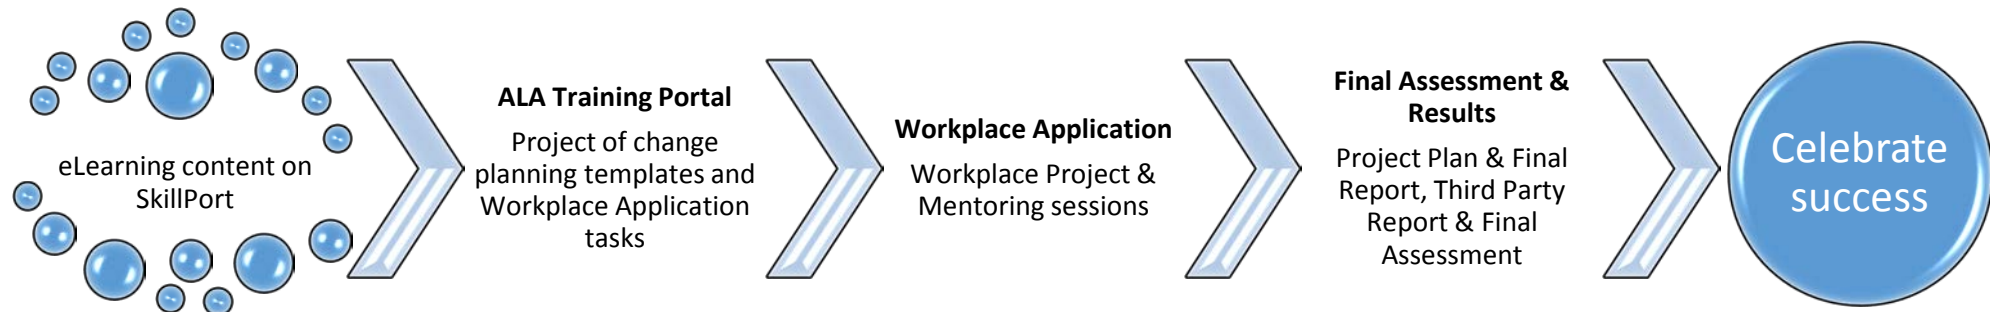 eLearning content on
SkillPort
ALA Training Portal
Project of change
planning templates and
Workplace Application
tasks
Workplace Application
Workplace Project &
Mentoring sessions
Final Assessment &
Results
Project Plan & Final
Report, Third Party
Report & Final
Assessment
Celebrate
success